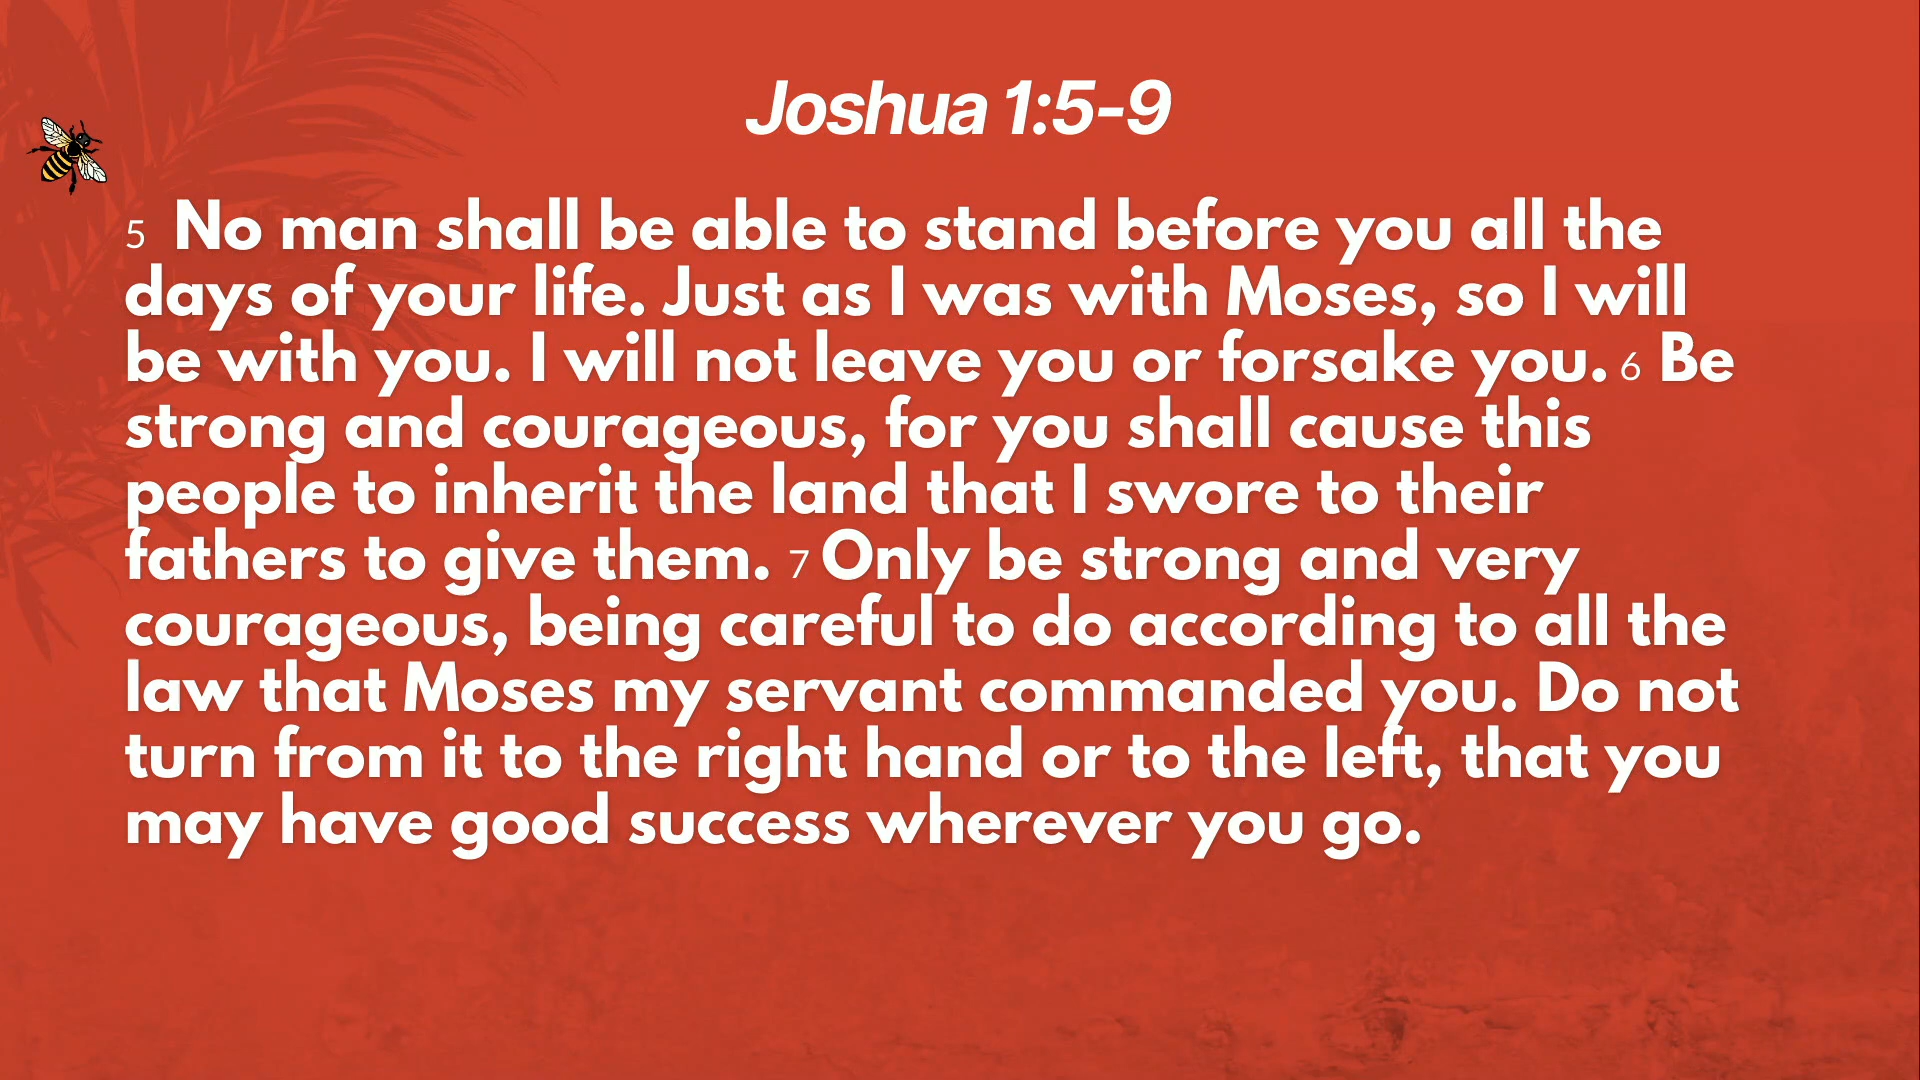 Joshua 1:5-9
5 No man shall be able to stand before you all the
days of your life. Just as I was with Moses, so I will
be with you. I will not leave you or forsake you. 6 Be
strong and courageous, for you shall cause this
people to inherit the land that I swore to their
fathers to give them. 7 Only be strong and very
courageous, being careful to do according to all the
law that Moses my servant commanded you. Do not
turn from it to the right hand or to the left, that you
may have good success wherever you go.